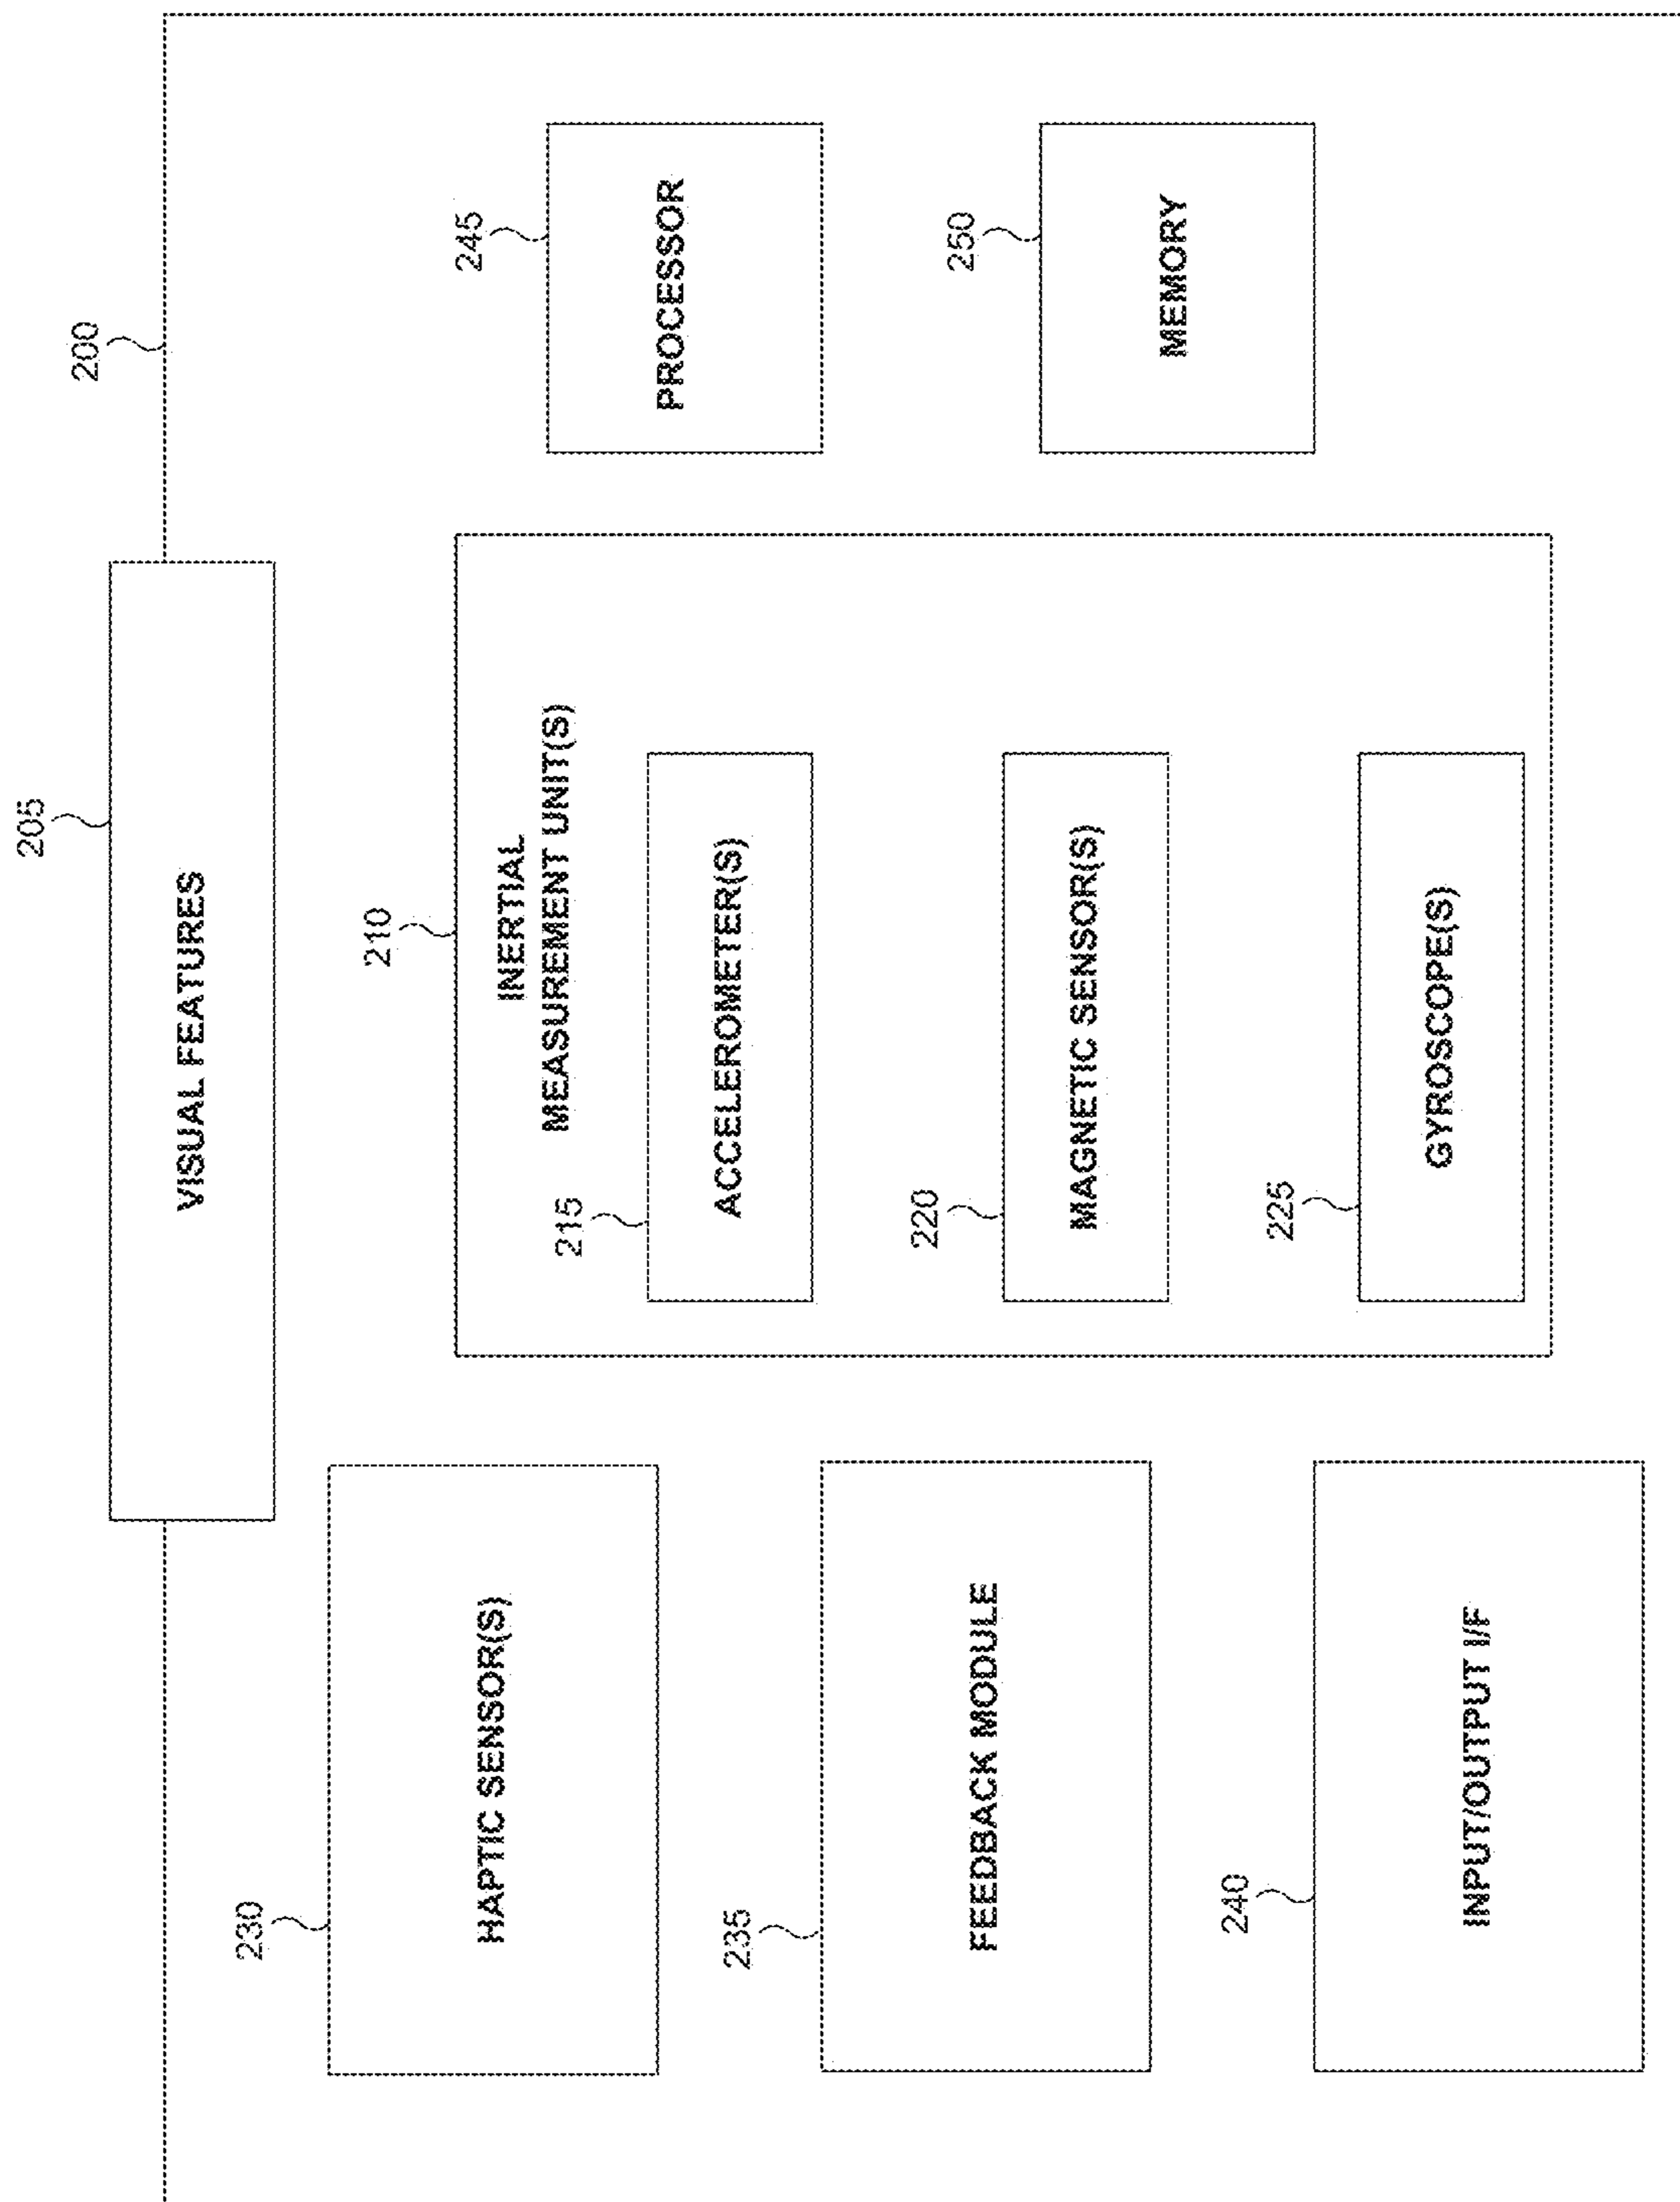 205
VISUAL FEATURES
200
230
HAPTIC SENSOR(S)
235
FEEDBACK MODULE
240
INPUT/OUTPUT I/F
210
INERTIAL
MEASUREMENT UNIT(S)
215
ACCELEROMETER(S)
220
MAGNETIC SENSOR(S)
225
GYROSCOPE(S)
245
PROCESSOR
250
MEMORY